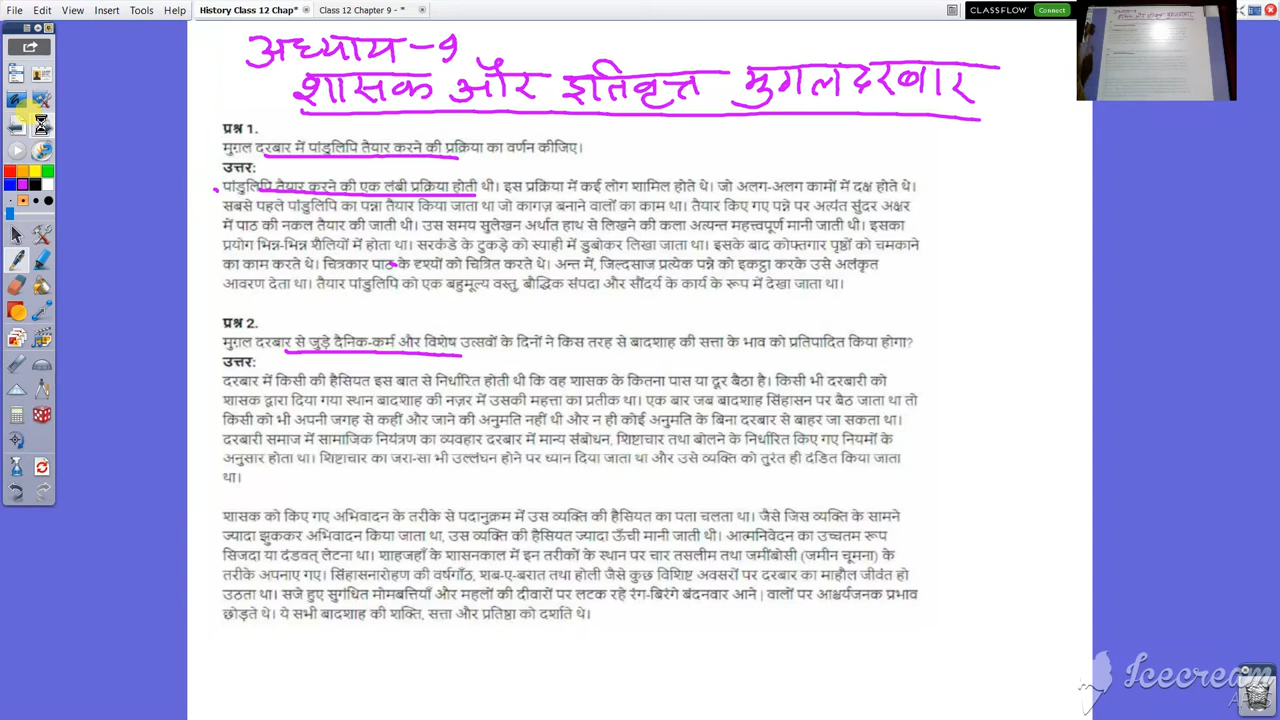 File Edit Insert Tools Help
History Class 12 Chap* Class 12 Chapter 9 - *
CLASSFLOW Connect
अध्याय -9
शासक और इतिवृत्त मुगल दरबार
प्रश्न 1.
मुग़ल दरबार में पांडुलिपि तैयार करने की प्रक्रिया का वर्णन कीजिए।
उत्तर:
पांडुलिपि तैयार करने की एक लंबी प्रक्रिया होती थी। इस प्रक्रिया में कई लोग शामिल होते थे। जो अलग-अलग कामों में दक्ष होते थे।
सबसे पहले पांडुलिपि का पन्ना तैयार किया जाता था जो कागज़ बनाने वालों का काम था। तैयार किए गए पन्ने पर अत्यंत सुंदर अक्षर
में पाठ की नकल तैयार की जाती थी। उस समय सुलेखन अर्थात हाथ से लिखने की कला अत्यन्त महत्त्वपूर्ण मानी जाती थी। इसका
प्रयोग भिन्न-भिन्न शैलियों में होता था। सरकंडे के टुकड़े को स्याही में डुबोकर लिखा जाता था। इसके बाद कोफ्तगार पृष्ठों को चमकाने
का काम करते थे। चित्रकार पाठ के दृश्यों को चित्रित करते थे। अन्त में, जिल्दसाज प्रत्येक पन्ने को इकट्ठा करके उसे अलंकृत
आवरण देता था। तैयार पांडुलिपि को एक बहुमूल्य वस्तु, बौद्धिक संपदा और सौंदर्य के कार्य के रूप में देखा जाता था।
प्रश्न 2.
मुग़ल दरबार से जुड़े दैनिक-कर्म और विशेष उत्सवों के दिनों ने किस तरह से बादशाह की सत्ता के भाव को प्रतिपादित किया होगा?
उत्तर:
दरबार में किसी की हैसियत इस बात से निर्धारित होती थी कि वह शासक के कितना पास या दूर बैठा है। किसी भी दरबारी को
शासक द्वारा दिया गया स्थान बादशाह की नज़र में उसकी महत्ता का प्रतीक था। एक बार जब बादशाह सिंहासन पर बैठ जाता था तो
किसी को भी अपनी जगह से कहीं और जाने की अनुमति नहीं थी और न ही कोई अनुमति के बिना दरबार से बाहर जा सकता था।
दरबारी समाज में सामाजिक नियंत्रण का व्यवहार दरबार में मान्य संबोधन, शिष्टाचार तथा बोलने के निर्धारित किए गए नियमों के
अनुसार होता था। शिष्टाचार का जरा-सा भी उल्लंघन होने पर ध्यान दिया जाता था और उसे व्यक्ति को तुरंत ही दंडित किया जाता
था।
शासक को किए गए अभिवादन के तरीके से पदानुक्रम में उस व्यक्ति की हैसियत का पता चलता था। जैसे जिस व्यक्ति के सामने
ज्यादा झुककर अभिवादन किया जाता था, उस व्यक्ति की हैसियत ज्यादा ऊँची मानी जाती थी। आत्मनिवेदन का उच्चतम रूप
सिजदा या दंडवत् लेटना था। शाहजहाँ के शासनकाल में इन तरीकों के स्थान पर चार तसलीम तथा जमींबोसी (जमीन चूमना) के
तरीके अपनाए गए। सिंहासनारोहण की वर्षगाँठ, शब-ए-बरात तथा होली जैसे कुछ विशिष्ट अवसरों पर दरबार का माहौल जीवंत हो
उठता था। सजे हुए सुगंधित मोमबत्तियाँ और महलों की दीवारों पर लटक रहे रंग-बिरंगे बंदनवार आने | वालों पर आश्चर्यजनक प्रभाव
छोड़ते थे। ये सभी बादशाह की शक्ति, सत्ता और प्रतिष्ठा को दर्शाते थे।
Icecream
APPS